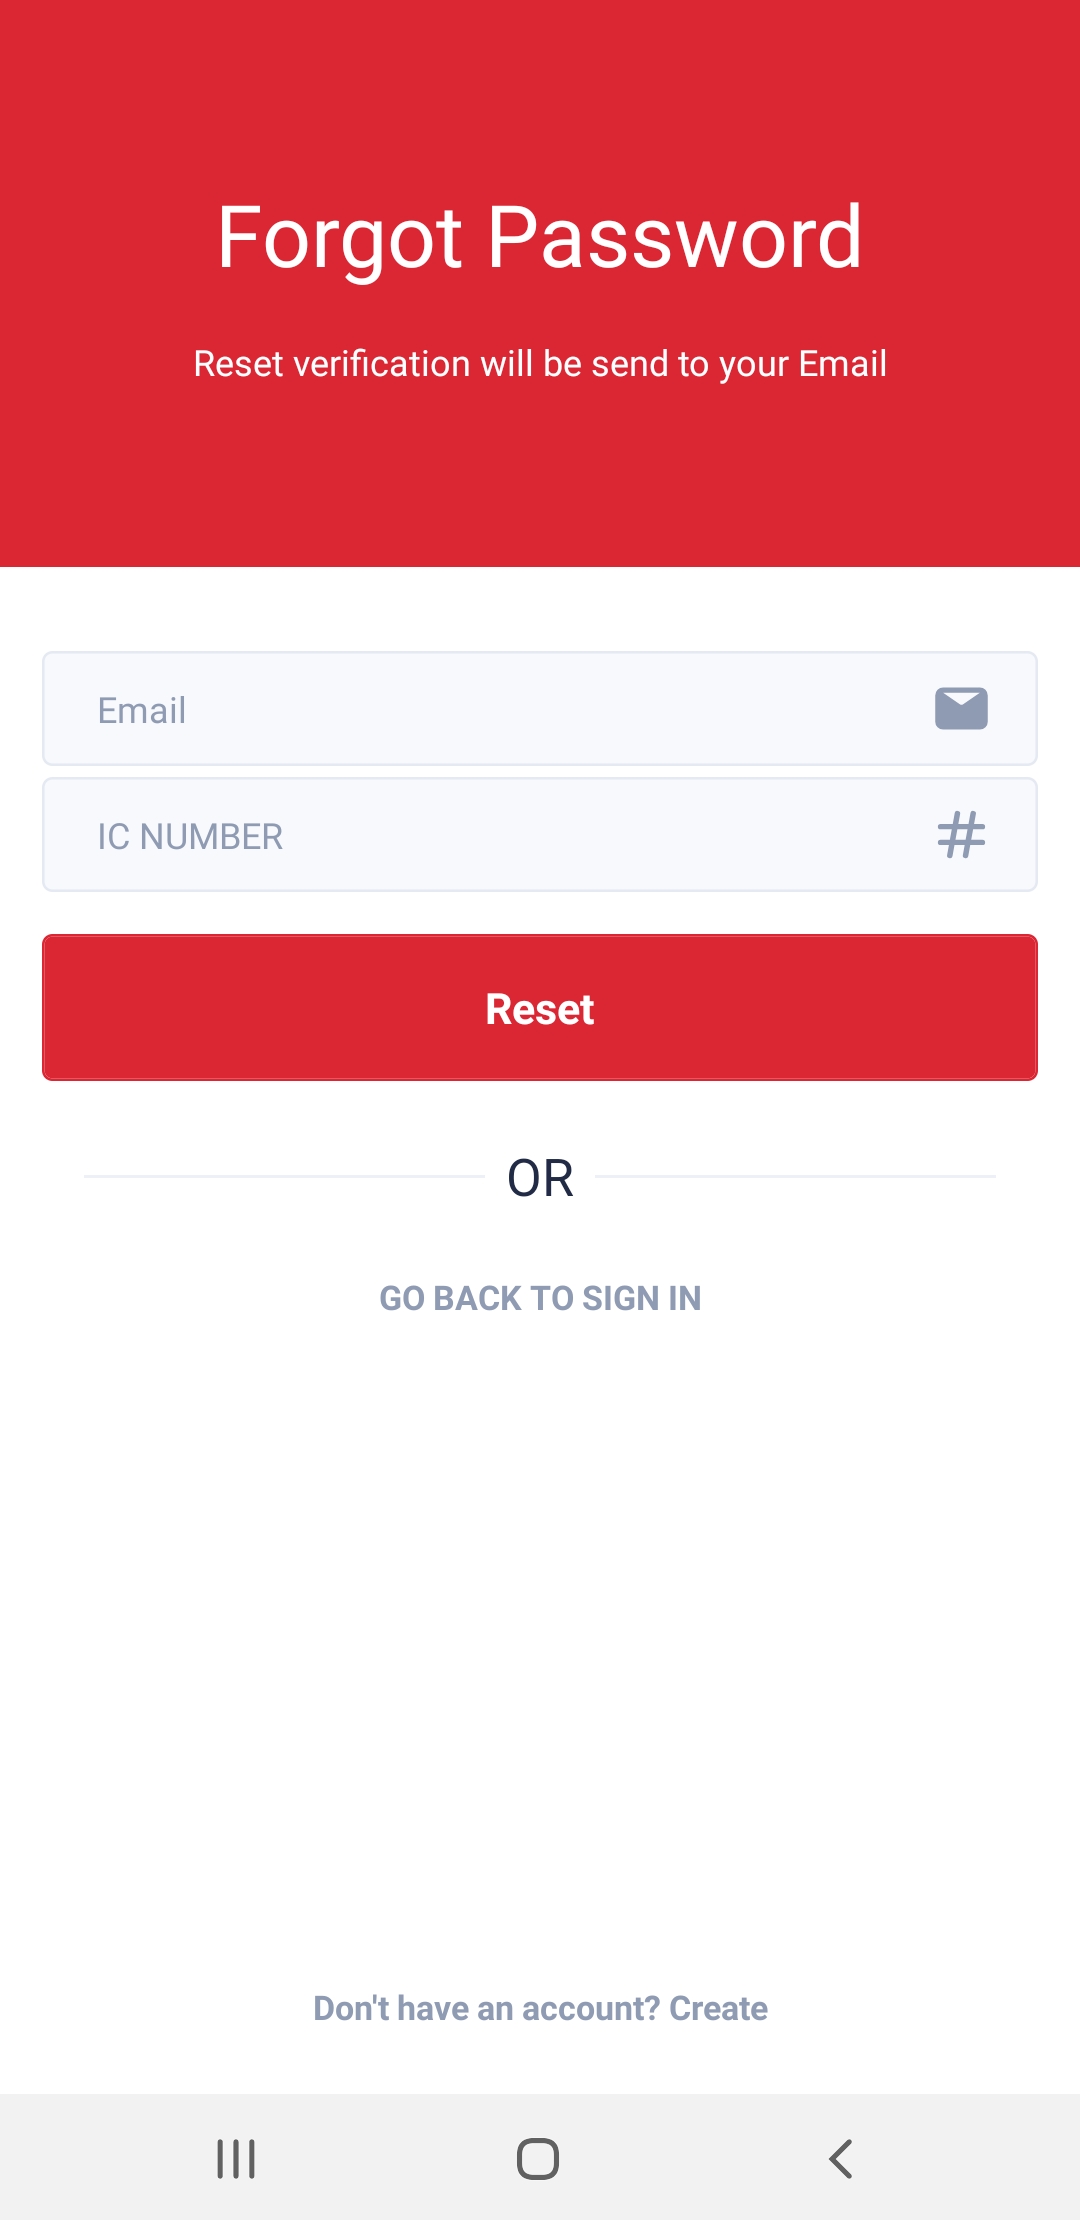 Forgot Password
Reset verification will be send to your Email
Email
IC NUMBER
Reset
OR
GO BACK TO SIGN IN
Don't have an account? Create